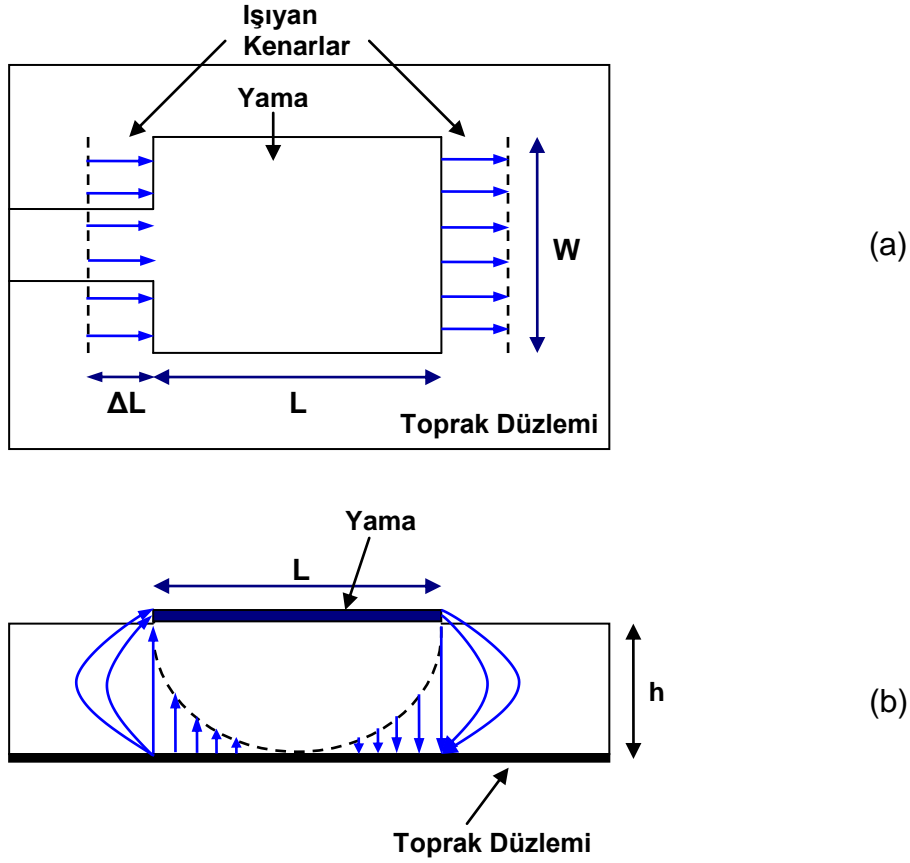 Işıyan
Kenarlar
Yama
W
(a)
ΔL
L
Toprak Düzlemi
Yama
L
h
(b)
Toprak Düzlemi